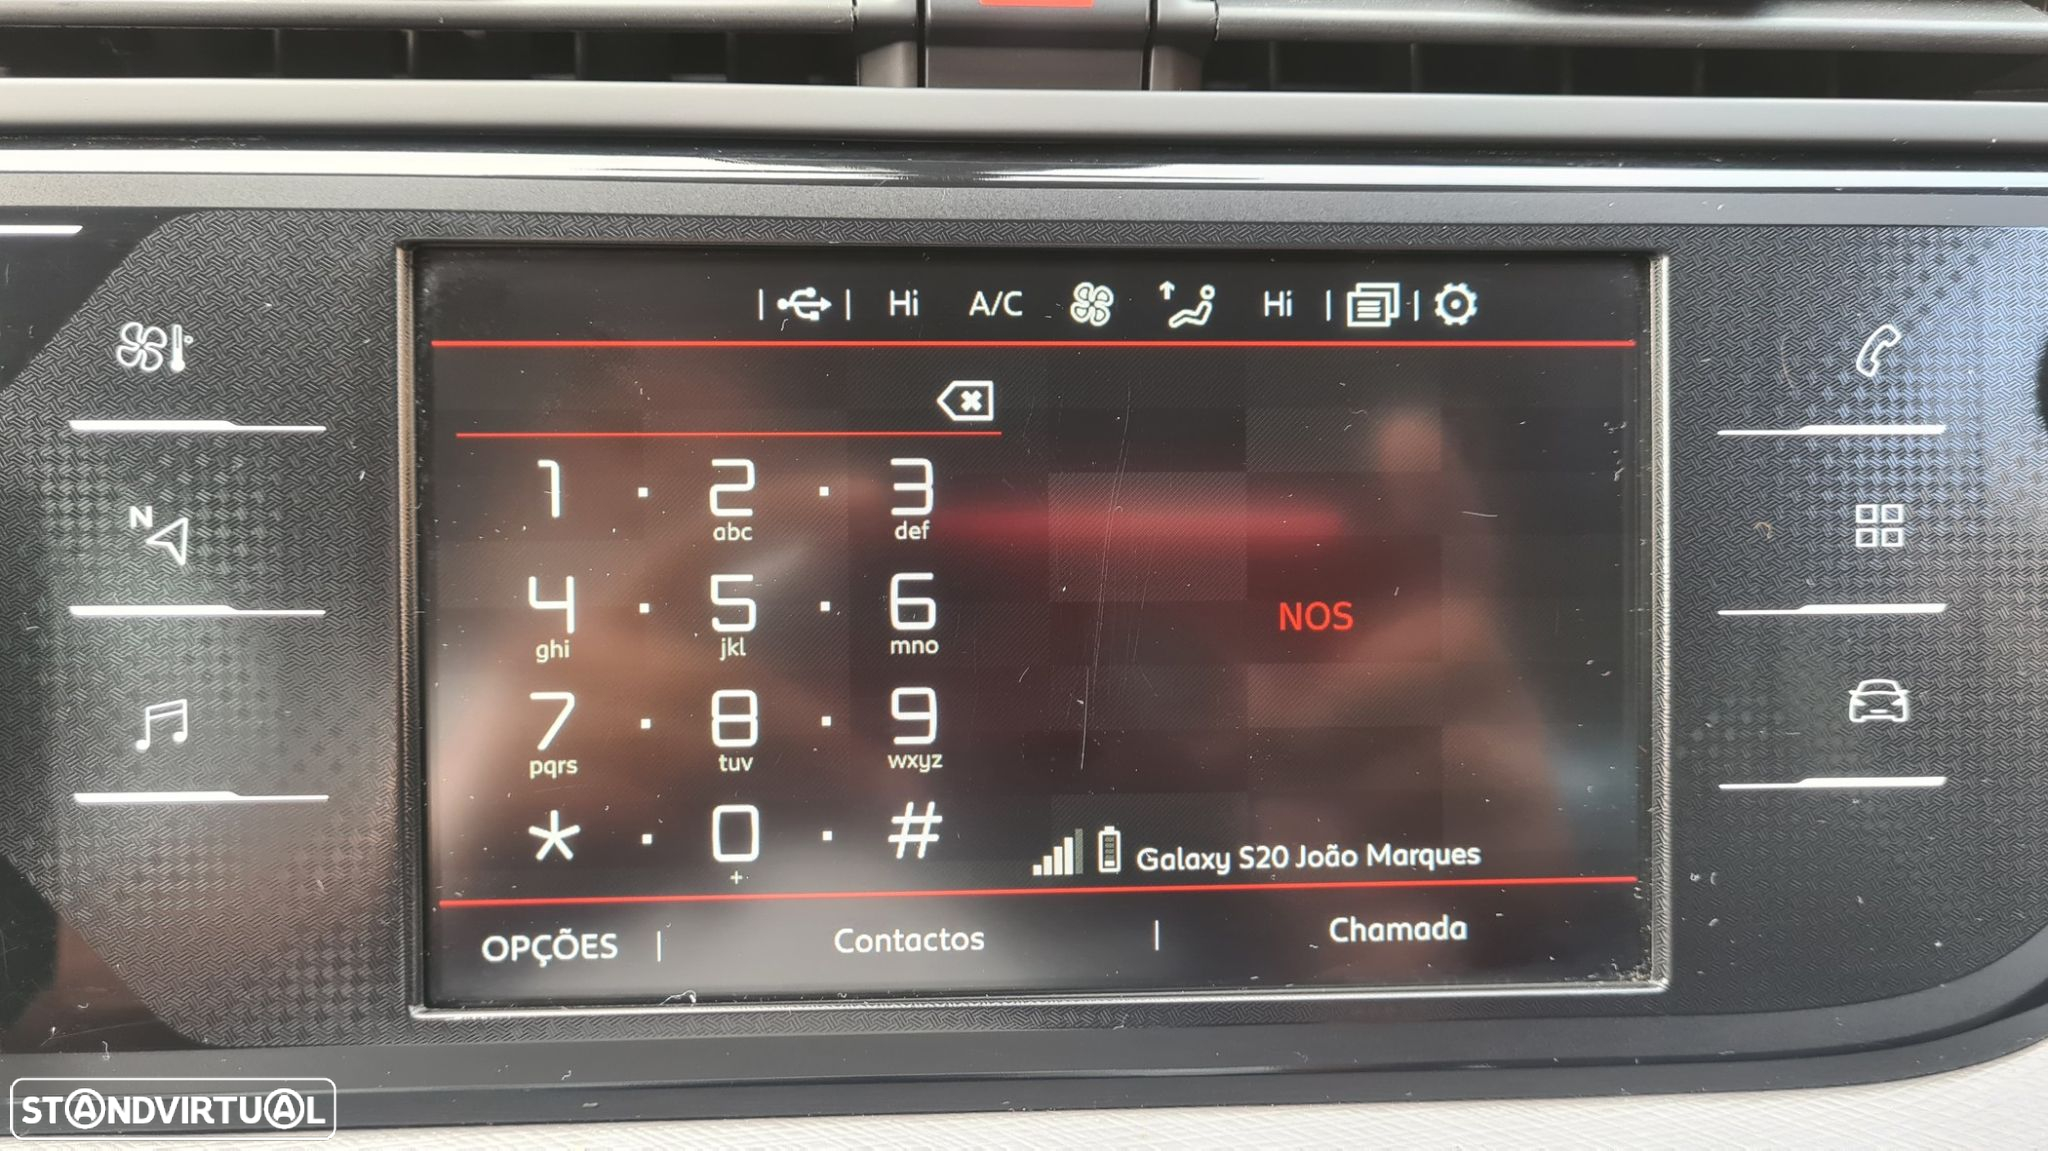 Hi A/C Hi
1 2 3
abc def
4 5 6
ghi jkl mno
7 8 9
pqrs tuv wxyz
* 0 #
+
NOS
Galaxy S20 João Marques
OPÇÕES | Contactos | Chamada
N
STANDVIRTUAL